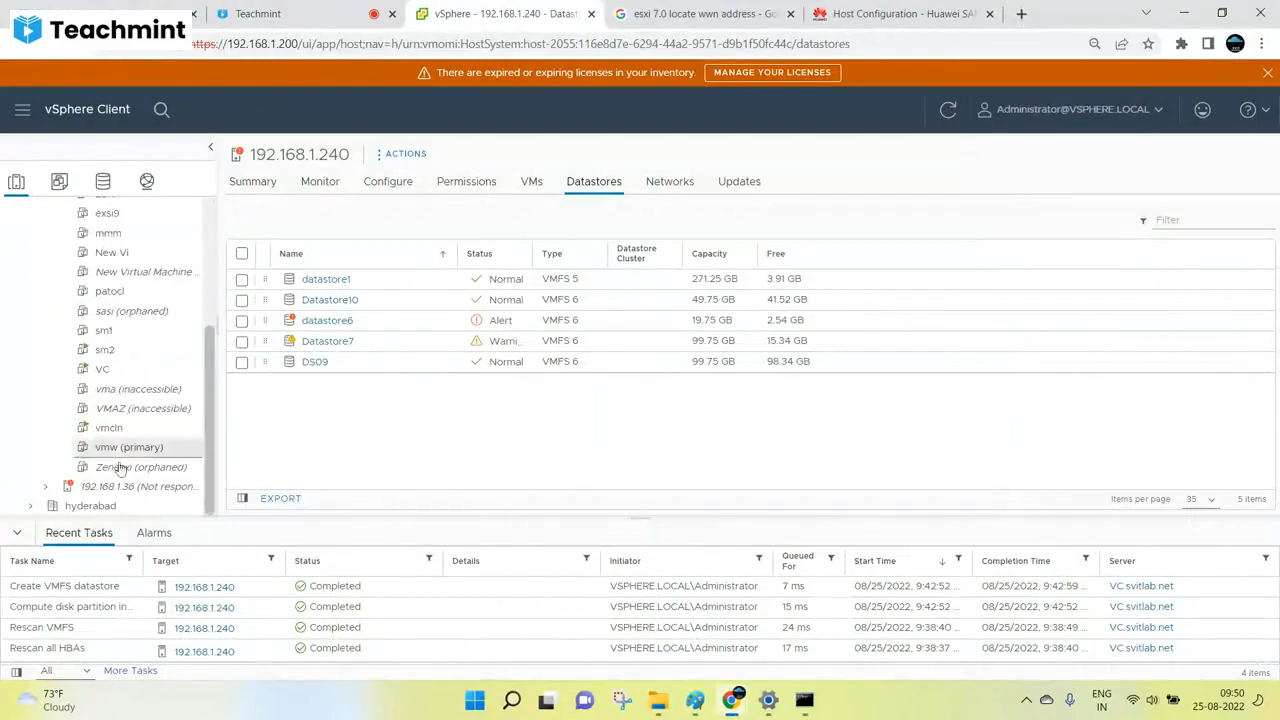 Teachmint
Teachmint
vSphere - 192.168.1.240 - Datast
esxi 7.0 locate wwn address - G
Host
ation - Huawei SA
https://192.168.1.200/ui/app/host;nav=h/urn:vmomi:HostSystem:host-2055:116e8d7e-6294-44a2-9571-d9b1f50fc44c/datastores
There are expired or expiring licenses in your inventory.
MANAGE YOUR LICENSES
vSphere Client
Administrator@VSPHERE.LOCAL
192.168.1.240
ACTIONS
Summary Monitor Configure Permissions VMs Datastores Networks Updates
exsi9
mmm
New Vi
New Virtual Machine ...
patocl
sasi (orphaned)
sm1
sm2
VC
vma (inaccessible)
VMAZ (inaccessible)
vmcln
vmw (primary)
(orphaned)
192.168.1.36 (Not respon...
hyderabad
Filter
Name Status Type Datastore Cluster Capacity Free
datastore1 Normal VMFS 5 271.25 GB 3.91 GB
Datastore10 Normal VMFS 6 49.75 GB 41.52 GB
datastore6 Alert VMFS 6 19.75 GB 2.54 GB
Datastore7 Warni... VMFS 6 99.75 GB 15.34 GB
DS09 Normal VMFS 6 99.75 GB 98.34 GB
EXPORT
Items per page 35 5 items
Recent Tasks Alarms
Task Name Target Status Details Initiator Queued For Start Time Completion Time Server
Create VMFS datastore 192.168.1.240 Completed VSPHERE.LOCAL\Administrator 7 ms 08/25/2022, 9:42:52 ... 08/25/2022, 9:42:59 ... VC.svitlab.net
Compute disk partition in... 192.168.1.240 Completed VSPHERE.LOCAL\Administrator 15 ms 08/25/2022, 9:42:52 ... 08/25/2022, 9:42:52 ... VC.svitlab.net
Rescan VMFS 192.168.1.240 Completed VSPHERE.LOCAL\Administrator 24 ms 08/25/2022, 9:38:40 ... 08/25/2022, 9:38:49 ... VC.svitlab.net
Rescan all HBAs 192.168.1.240 Completed VSPHERE.LOCAL\Administrator 17 ms 08/25/2022, 9:38:37 ... 08/25/2022, 9:38:40 ... VC.svitlab.net
All More Tasks
4 items
73°F
Cloudy
ENG
IN
09:50
25-08-2022